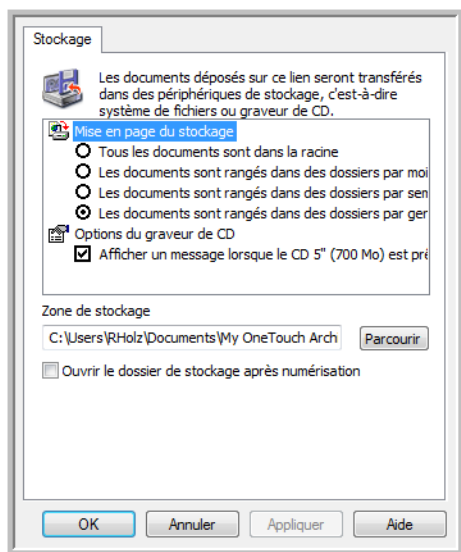 Stockage
Les documents déposés sur ce lien seront transférés
dans des périphériques de stockage, c'est-à-dire
système de fichiers ou graveur de CD.
Mise en page du stockage
Tous les documents sont dans la racine
Les documents sont rangés dans des dossiers par moi
Les documents sont rangés dans des dossiers par sem
Les documents sont rangés dans des dossiers par ger
Options du graveur de CD
Afficher un message lorsque le CD 5" (700 Mo) est prê
Zone de stockage
C:\Users\RHolz\Documents\My OneTouch Arch
Parcourir
Ouvrir le dossier de stockage après numérisation
OK Annuler Appliquer Aide